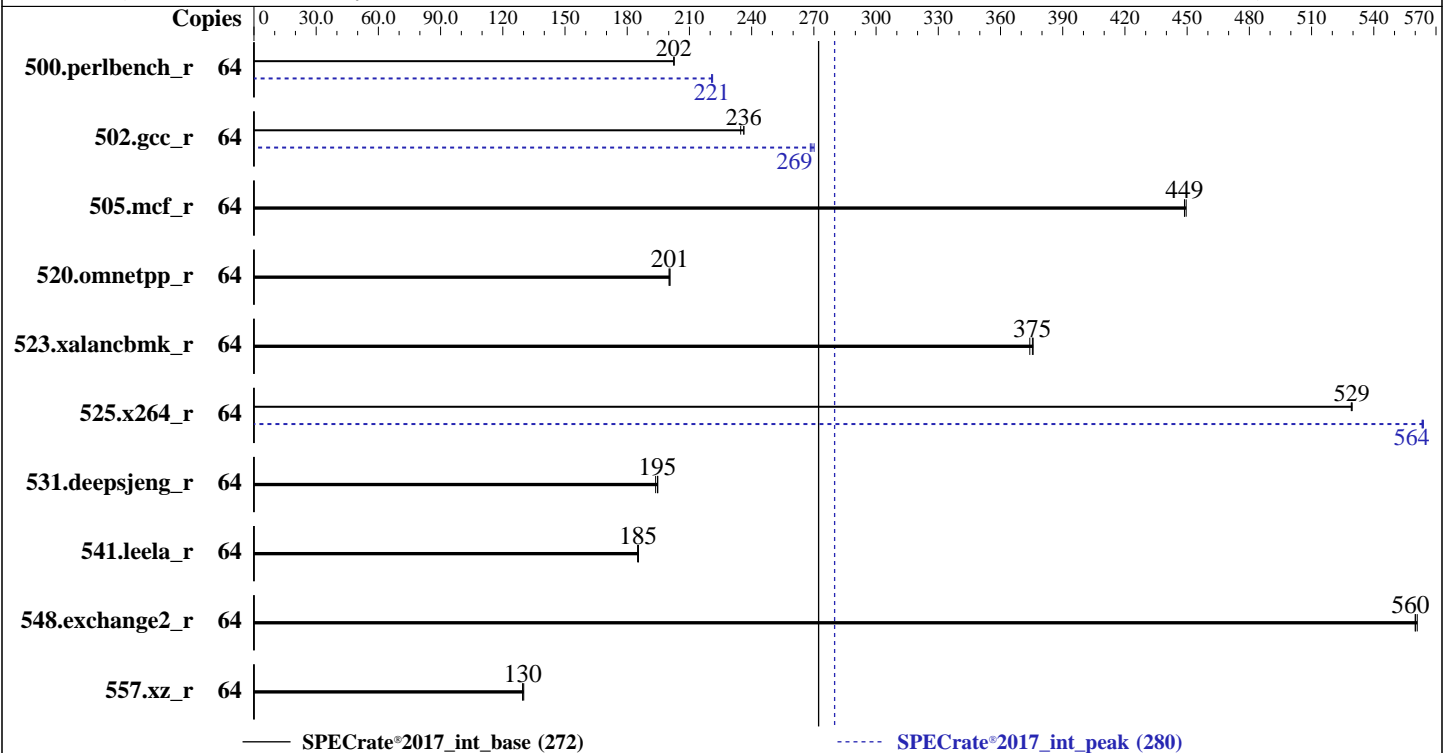 Copies 0 30.0 60.0 90.0 120 150 180 210 240 270 300 330 360 390 420 450 480 510 540 570
500.perlbench_r 64 202
221
502.gcc_r 64 236
269
505.mcf_r 64 449
520.omnetpp_r 64 201
523.xalancbmk_r 64 375
525.x264_r 64 529
564
531.deepsjeng_r 64 195
541.leela_r 64 185
548.exchange2_r 64 560
557.xz_r 64 130
SPECrate®2017_int_base (272) SPECrate®2017_int_peak (280)